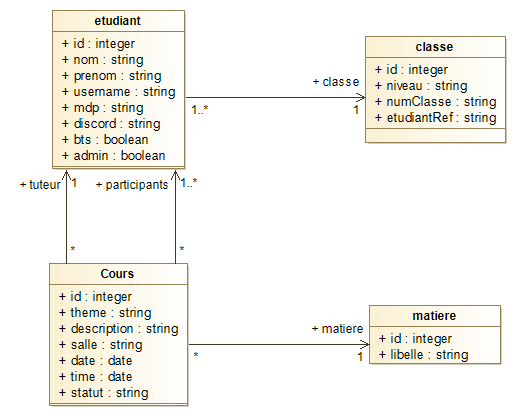 etudiant
+ id : integer
+ nom : string
+ prenom : string
+ username : string
+ mdp : string
+ discord : string
+ bts : boolean
+ admin : boolean
classe
+ id : integer
+ niveau : string
+ numClasse : string
+ etudiantRef : string
+ classe
1..*
1
+ tuteur
1
+ participants
1..*
*
*
Cours
+ id : integer
+ theme : string
+ description : string
+ salle : string
+ date : date
+ time : date
+ statut : string
+ matiere
*
1
matiere
+ id : integer
+ libelle : string